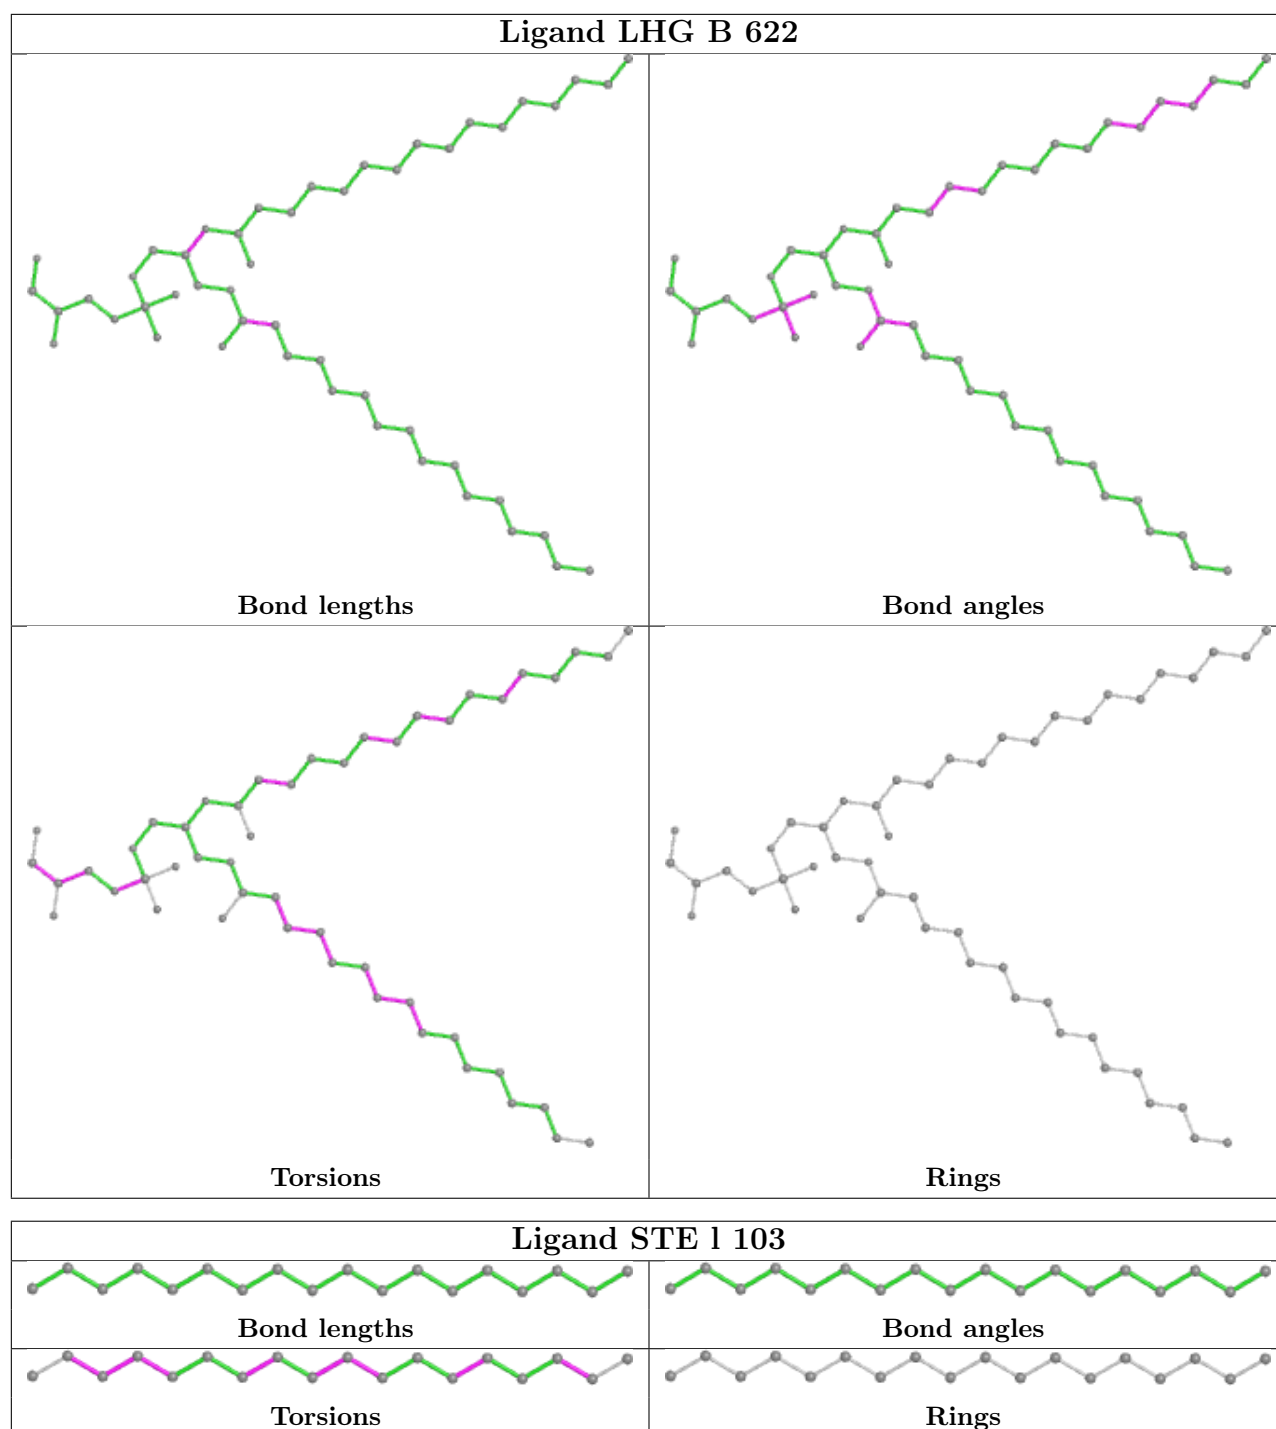 Ligand LHG B 622
Bond lengths
Bond angles
Torsions
Rings
Ligand STE l 103
Bond lengths
Bond angles
Torsions
Rings